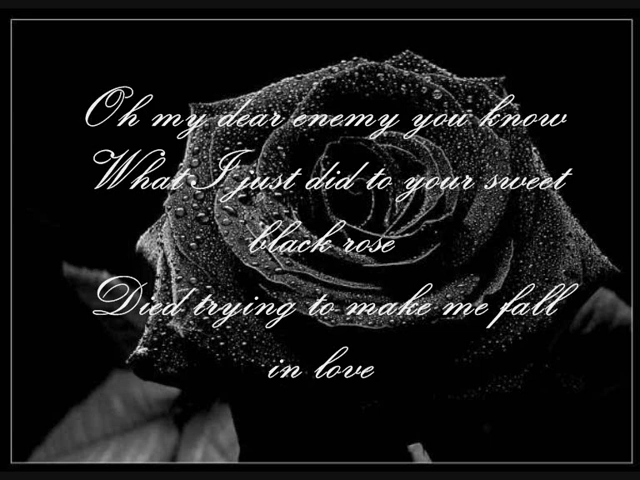 Oh my dear enemy you know
What I just did to your sweet
black rose
Died trying to make me fall
in love